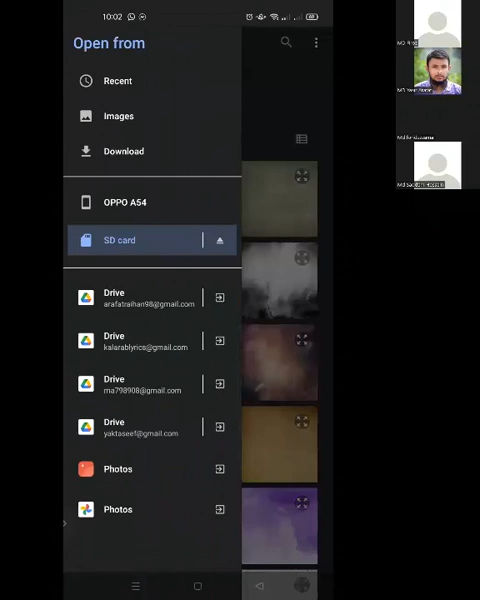 10:02
Open from
Recent
Images
Download
OPPO A54
SD card
Drive
arafatraihan98@gmail.com
Drive
kalarablyrics@gmail.com
Drive
ma798908@gmail.com
Drive
yaktaseef@gmail.com
Photos
Photos